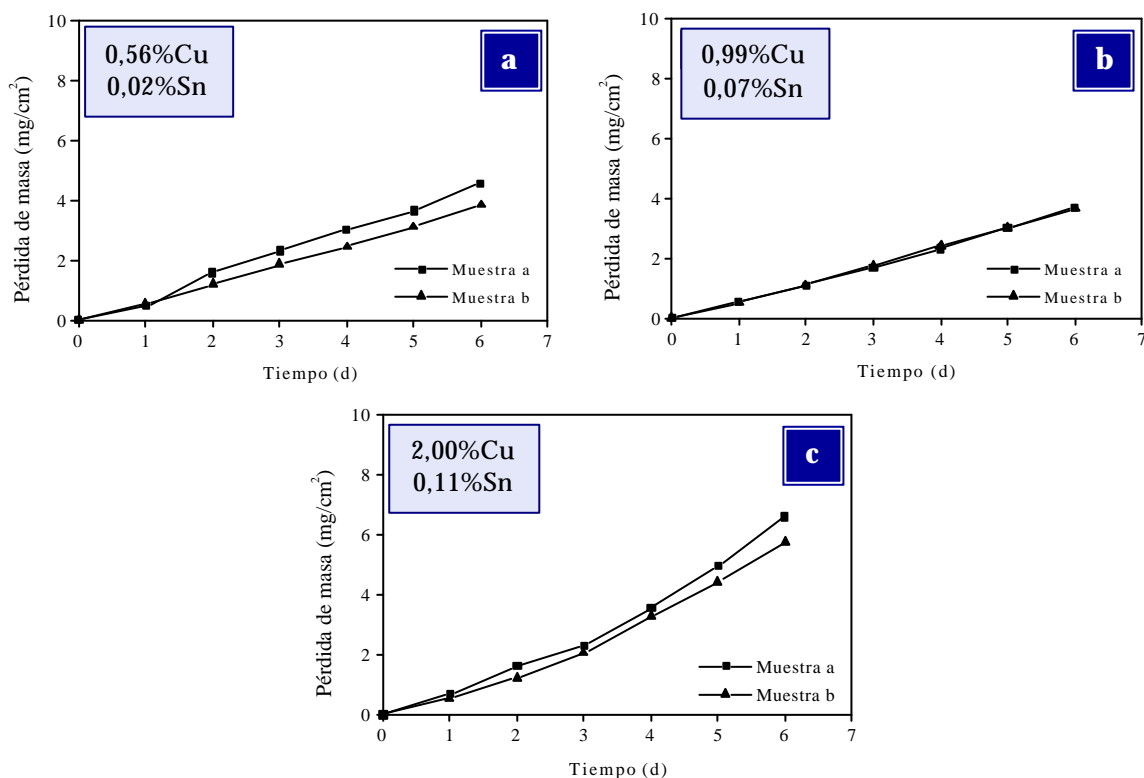 0,56%Cu
0,02%Sn
a
Pérdida de masa (mg/cm²)
10
8
6
4
2
0
Muestra a
Muestra b
0 1 2 3 4 5 6 7
Tiempo (d)
0,99%Cu
0,07%Sn
b
Pérdida de masa (mg/cm²)
10
8
6
4
2
0
Muestra a
Muestra b
0 1 2 3 4 5 6 7
Tiempo (d)
2,00%Cu
0,11%Sn
c
Pérdida de masa (mg/cm²)
10
8
6
4
2
0
Muestra a
Muestra b
0 1 2 3 4 5 6 7
Tiempo (d)